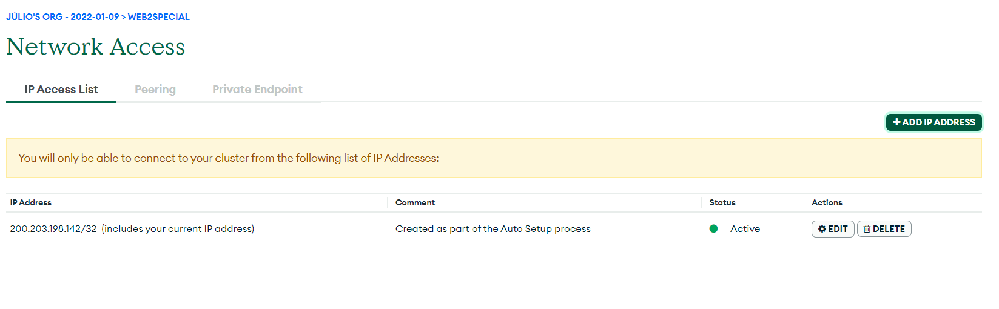 JÚLIO'S ORG - 2022-01-09 > WEB2SPECIAL
Network Access
IP Access List Peering Private Endpoint
+ ADD IP ADDRESS
You will only be able to connect to your cluster from the following list of IP Addresses:
IP Address Comment Status Actions
200.203.198.142/32 (includes your current IP address) Created as part of the Auto Setup process Active EDIT DELETE